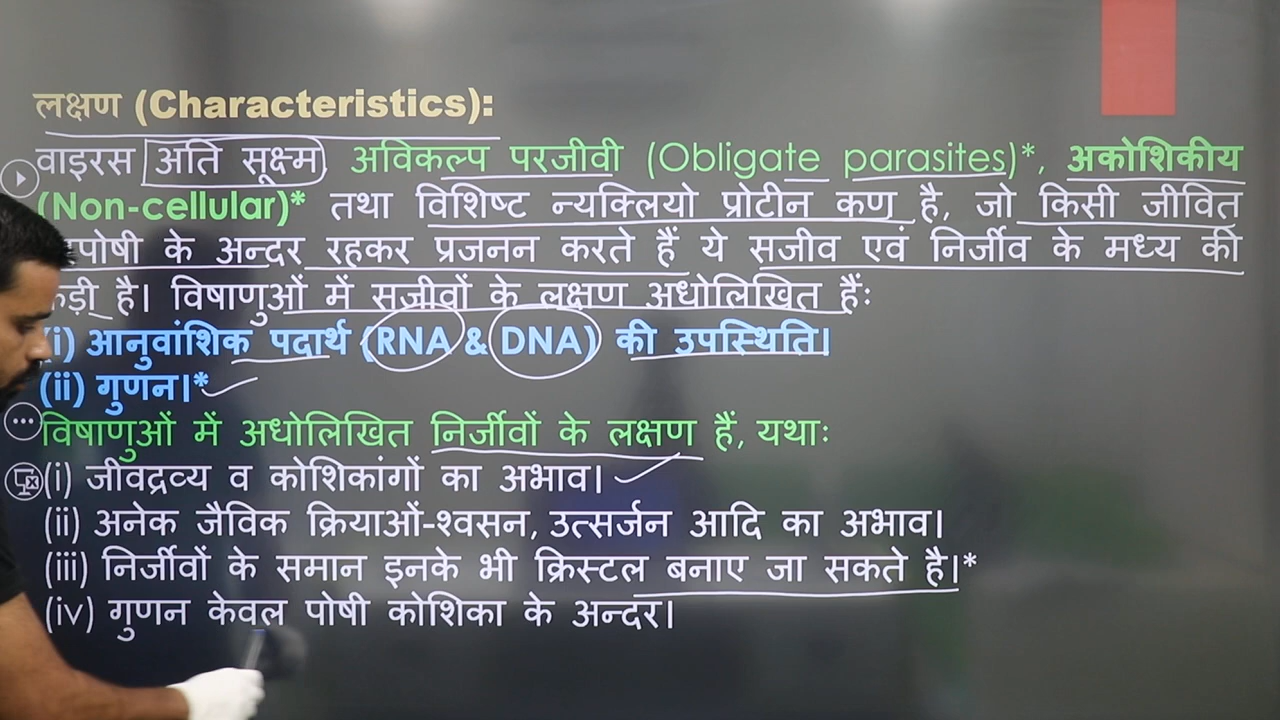 लक्षण (Characteristics):
वाइरस अति सूक्ष्म अविकल्प परजीवी (Obligate parasites)*, अकोशिकीय
(Non-cellular)* तथा विशिष्ट न्यक्लियो प्रोटीन कण है, जो किसी जीवित
पोषी के अन्दर रहकर प्रजनन करते हैं ये सजीव एवं निर्जीव के मध्य की
है। विषाणुओं में सजीवों के लक्षण अधोलिखित हैः
(i) आनुवांशिक पदार्थ (RNA & DNA) की उपस्थिति।
(ii) गुणन।*
विषाणुओं में अधोलिखित निर्जीवों के लक्षण हैं, यथाः
(i) जीवद्रव्य व कोशिकांगों का अभाव।
(ii) अनेक जैविक क्रियाओं-श्वसन, उत्सर्जन आदि का अभाव।
(iii) निर्जीवों के समान इनके भी क्रिस्टल बनाए जा सकते है।*
(iv) गुणन केवल पोषी कोशिका के अन्दर।